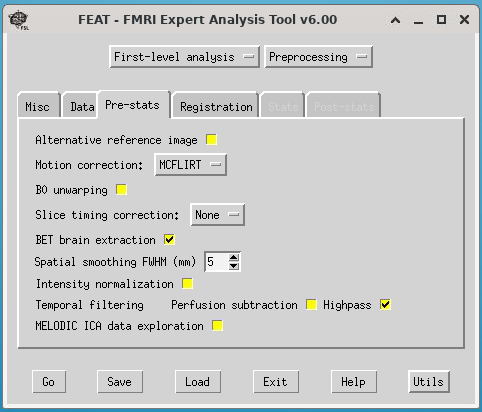 FSL
FEAT - FMRI Expert Analysis Tool v6.00
First-level analysis Preprocessing
Misc Data Pre-stats Registration Stats Post-stats
Alternative reference image
Motion correction: MCFLIRT
B0 unwarping
Slice timing correction: None
BET brain extraction
Spatial smoothing FWHM (mm) 5
Intensity normalization
Temporal filtering Perfusion subtraction Highpass
MELODIC ICA data exploration
Go Save Load Exit Help Utils